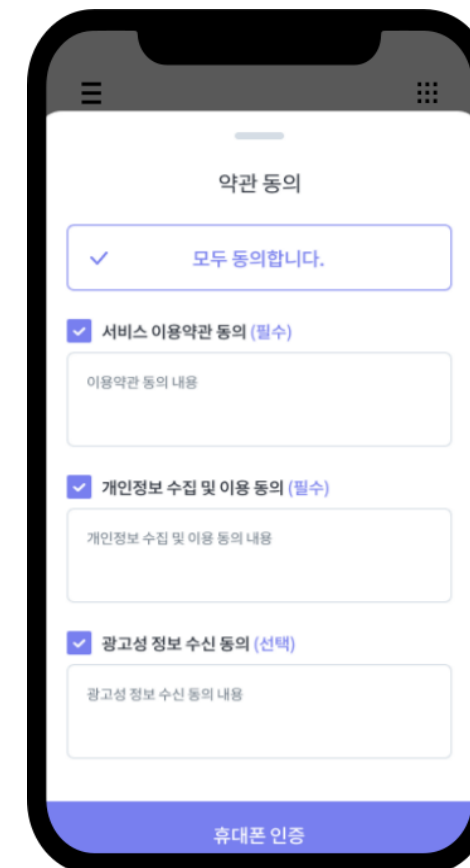 약관 동의
모두 동의합니다.
서비스 이용약관 동의 (필수)
이용약관 동의 내용
개인정보 수집 및 이용 동의 (필수)
개인정보 수집 및 이용 동의 내용
광고성 정보 수신 동의 (선택)
광고성 정보 수신 동의 내용
휴대폰 인증